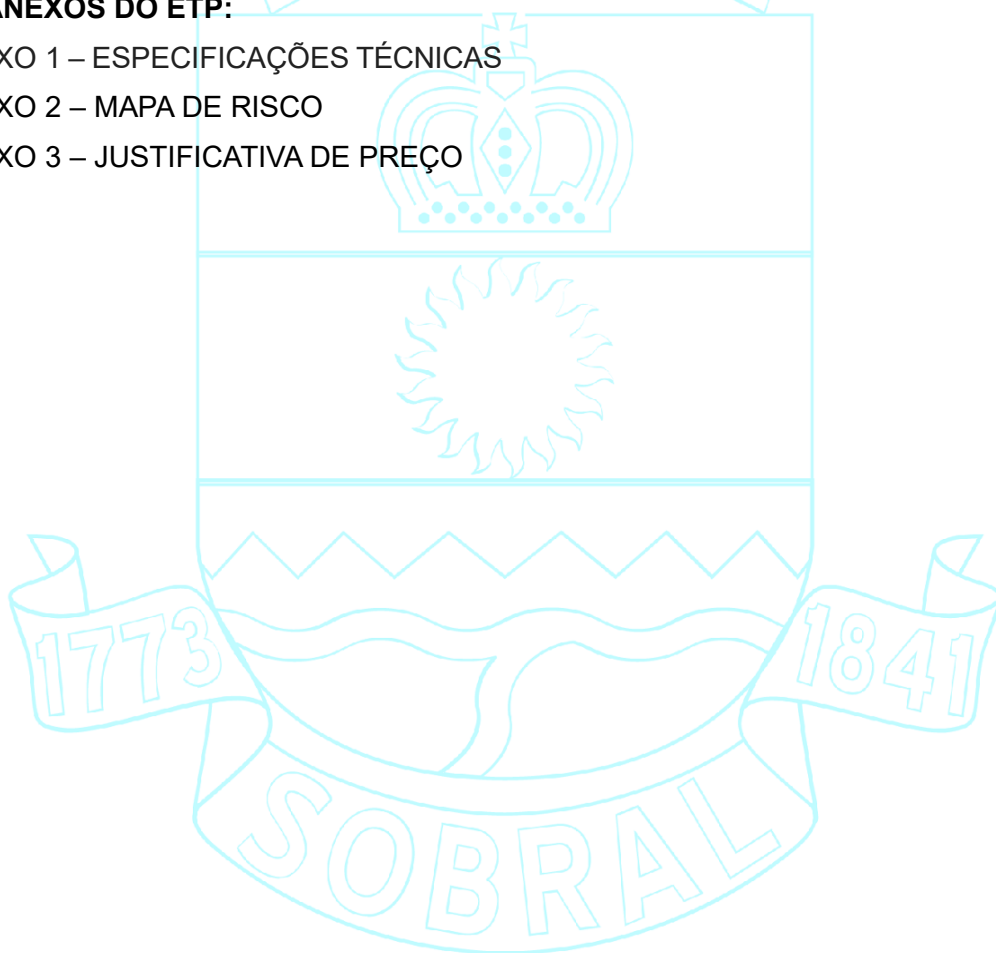 ANEXOS DO ETP:
XO 1 – ESPECIFICAÇÕES TÉCNICAS
XO 2 – MAPA DE RISCO
XO 3 – JUSTIFICATIVA DE PREÇO
1773
1841
SOBRAL